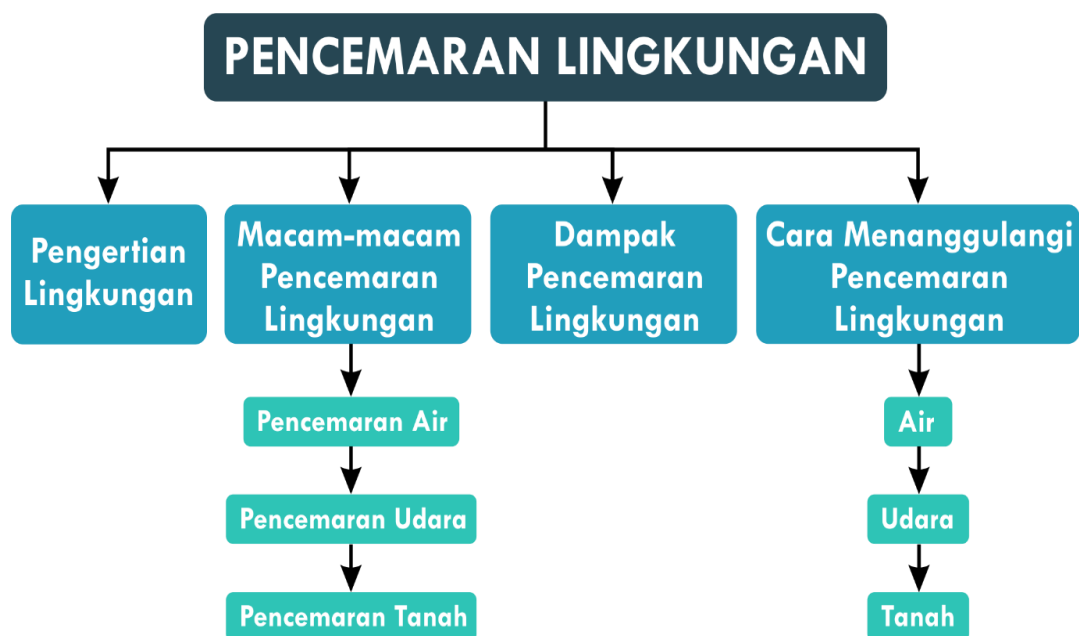 PENCEMARAN LINGKUNGAN
Pengertian
Lingkungan
Macam-macam
Pencemaran
Lingkungan
Dampak
Pencemaran
Lingkungan
Cara Menanggulangi
Pencemaran
Lingkungan
Pencemaran Air
Pencemaran Udara
Pencemaran Tanah
Air
Udara
Tanah